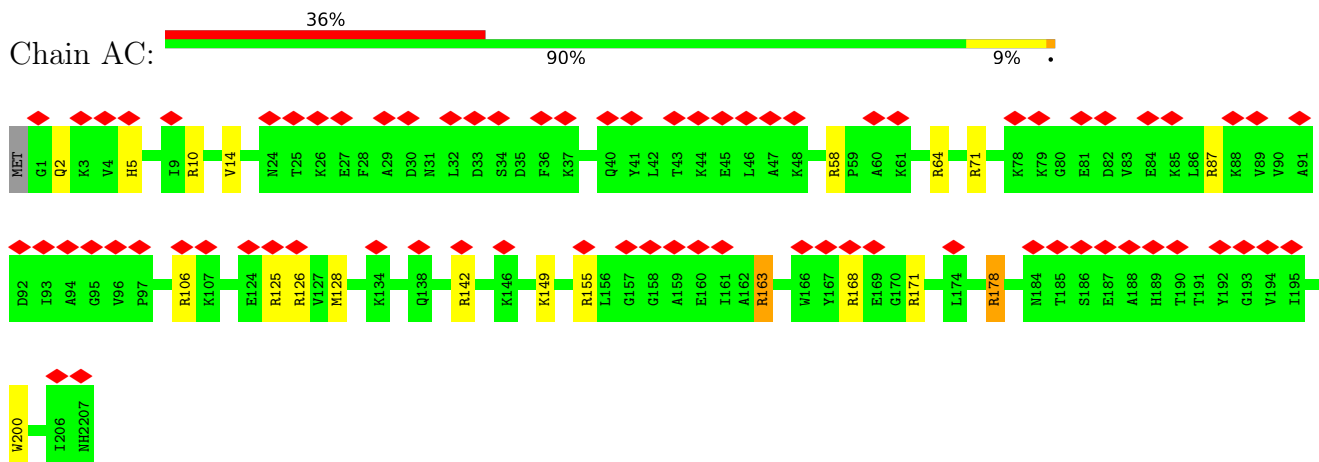 36%
Chain AC:
90% 9% •
MET G1 Q2 K3 V4 H5 I9 R10 V14 N24 T25 K26 E27 F28 A29 D30 N31 L32 D33 S34 D35 F36 K37 Q40 Y41 L42 T43 K44 E45 L46 A47 K48 R58 P59 A60 K61 R64 R71 K78 K79 G80 E81 D82 V83 E84 K85 L86 R87 K88 V89 V90 A91
D92 I93 A94 G95 V96 P97 R106 K107 E124 R125 R126 V127 M128 K134 Q138 R142 K146 K149 R155 L156 G157 G158 A159 E160 I161 A162 R163 W166 Y167 R168 E169 G170 R171 L174 R178 N184 T185 S186 E187 A188 H189 T190 T191 Y192 G193 V194 I195
W200 I206 NH2207